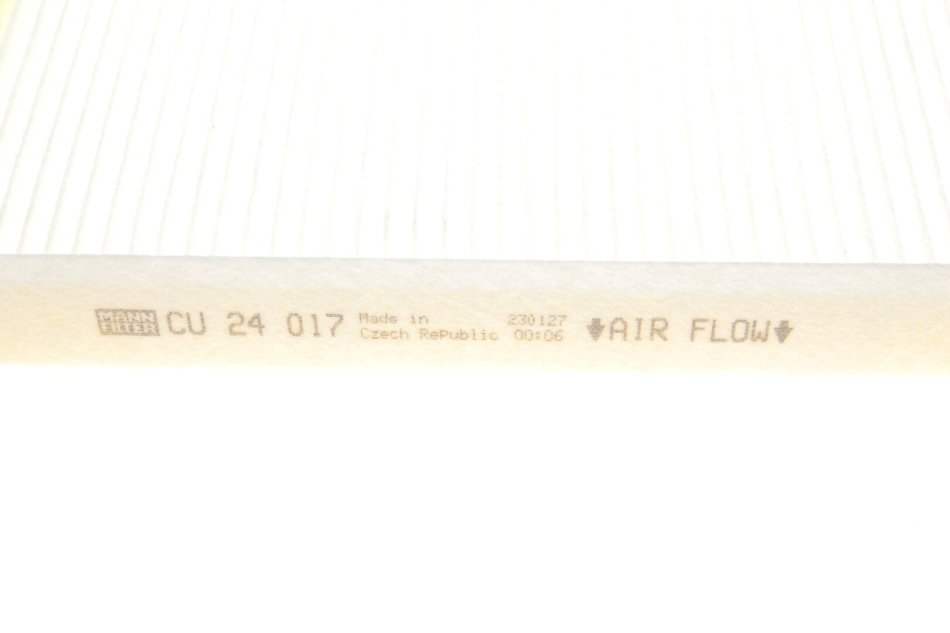 MANN
FILTER
CU 24 017
Made in
Czech Republic
230127
00:06
AIR FLOW